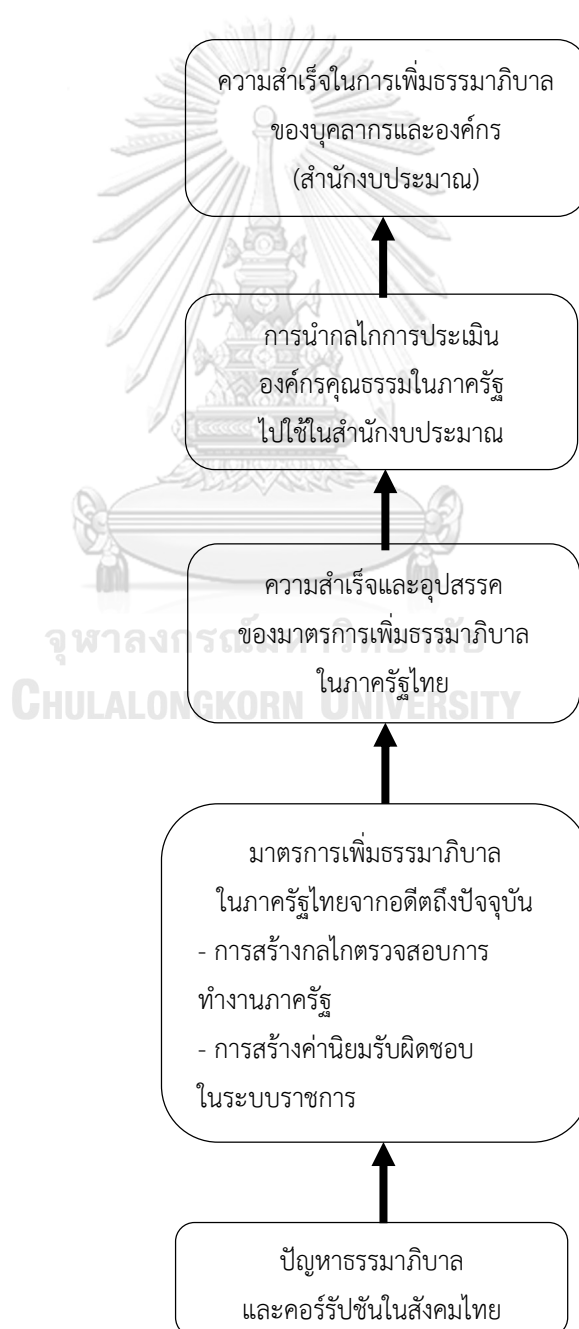 ความสำเร็จในการเพิ่มธรรมาภิบาล
ของบุคลากรและองค์กร
(สำนักงบประมาณ)
การนำกลไกการประเมิน
องค์กรคุณธรรมในภาครัฐ
ไปใช้ในสำนักงบประมาณ
ความสำเร็จและอุปสรรค
ของมาตรการเพิ่มธรรมาภิบาล
ในภาครัฐไทย
จุฬาลงกรณ์มหาวิทยาลัย
CHULALONGKORN UNIVERSITY
มาตรการเพิ่มธรรมาภิบาล
ในภาครัฐไทยจากอดีตถึงปัจจุบัน
- การสร้างกลไกตรวจสอบการ
ทำงานภาครัฐ
- การสร้างค่านิยมรับผิดชอบ
ในระบบราชการ
ปัญหาธรรมาภิบาล
และคอร์รัปชันในสังคมไทย